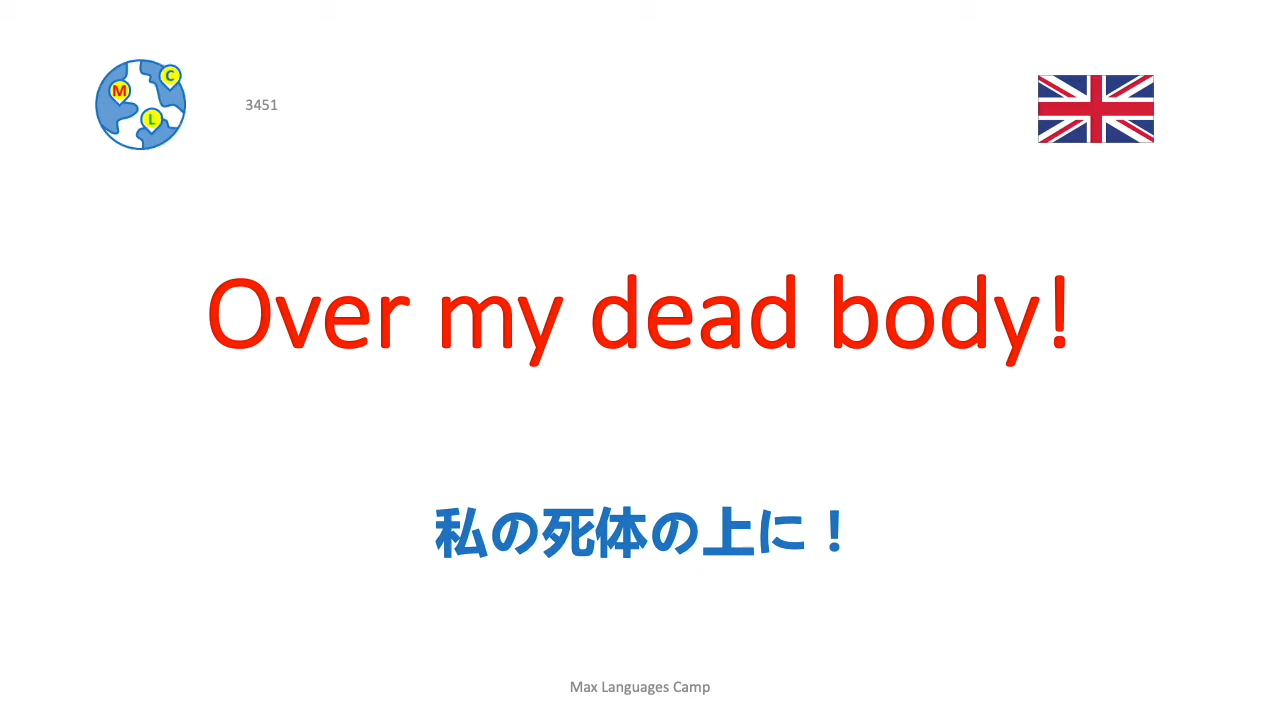 M
C
L
3451
Over my dead body!
私の死体の上に！
Max Languages Camp